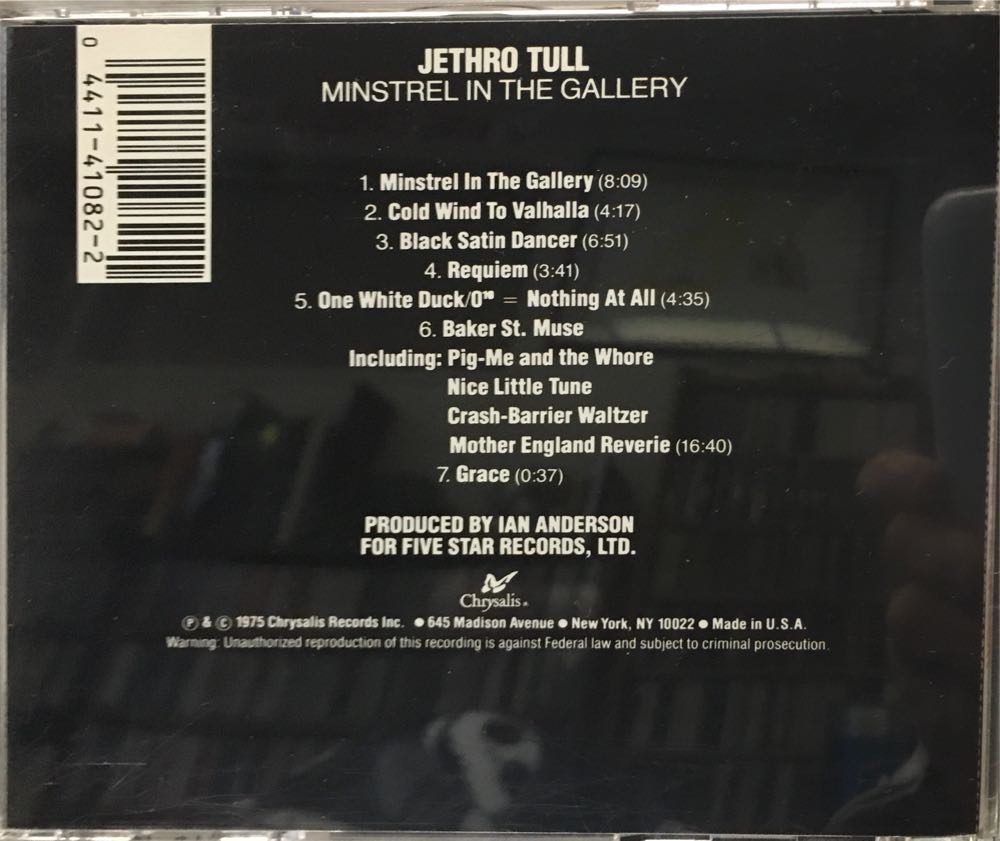 0 4411-41082-2
JETHRO TULL
MINSTREL IN THE GALLERY
1. Minstrel In The Gallery (8:09)
2. Cold Wind To Valhalla (4:17)
3. Black Satin Dancer (6:51)
4. Requiem (3:41)
5. One White Duck/0¹⁰ = Nothing At All (4:35)
6. Baker St. Muse
Including: Pig-Me and the Whore
Nice Little Tune
Crash-Barrier Waltzer
Mother England Reverie (16:40)
7. Grace (0:37)
PRODUCED BY IAN ANDERSON
FOR FIVE STAR RECORDS, LTD.
Chrysalis®
℗ & © 1975 Chrysalis Records Inc. ● 645 Madison Avenue ● New York, NY 10022 ● Made in U.S.A.
Warning: Unauthorized reproduction of this recording is against Federal law and subject to criminal prosecution.